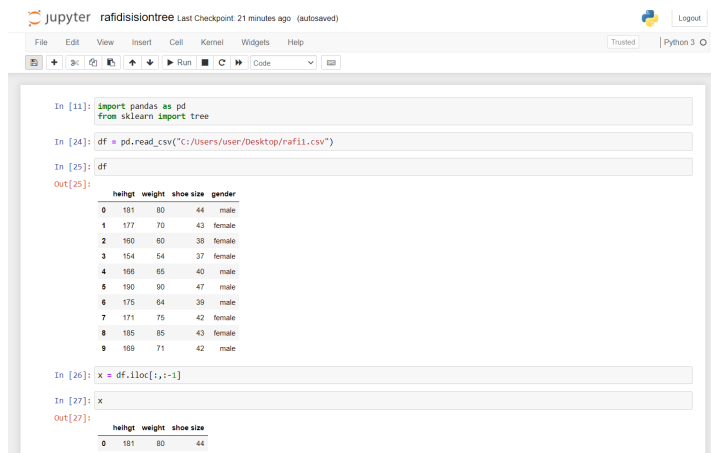 jupyter rafidisisiontree Last Checkpoint: 21 minutes ago (autosaved)
Logout
File Edit View Insert Cell Kernel Widgets Help
Trusted Python 3
Run Code
In [11]: import pandas as pd
from sklearn import tree
In [24]: df = pd.read_csv("C:/Users/user/Desktop/rafi1.csv")
In [25]: df
Out[25]:
heihgt weight shoe size gender
0 181 80 44 male
1 177 70 43 female
2 160 60 38 female
3 154 54 37 female
4 166 65 40 male
5 190 90 47 male
6 175 64 39 male
7 171 75 42 female
8 185 85 43 female
9 169 71 42 male
In [26]: x = df.iloc[:,:-1]
In [27]: x
Out[27]:
heihgt weight shoe size
0 181 80 44